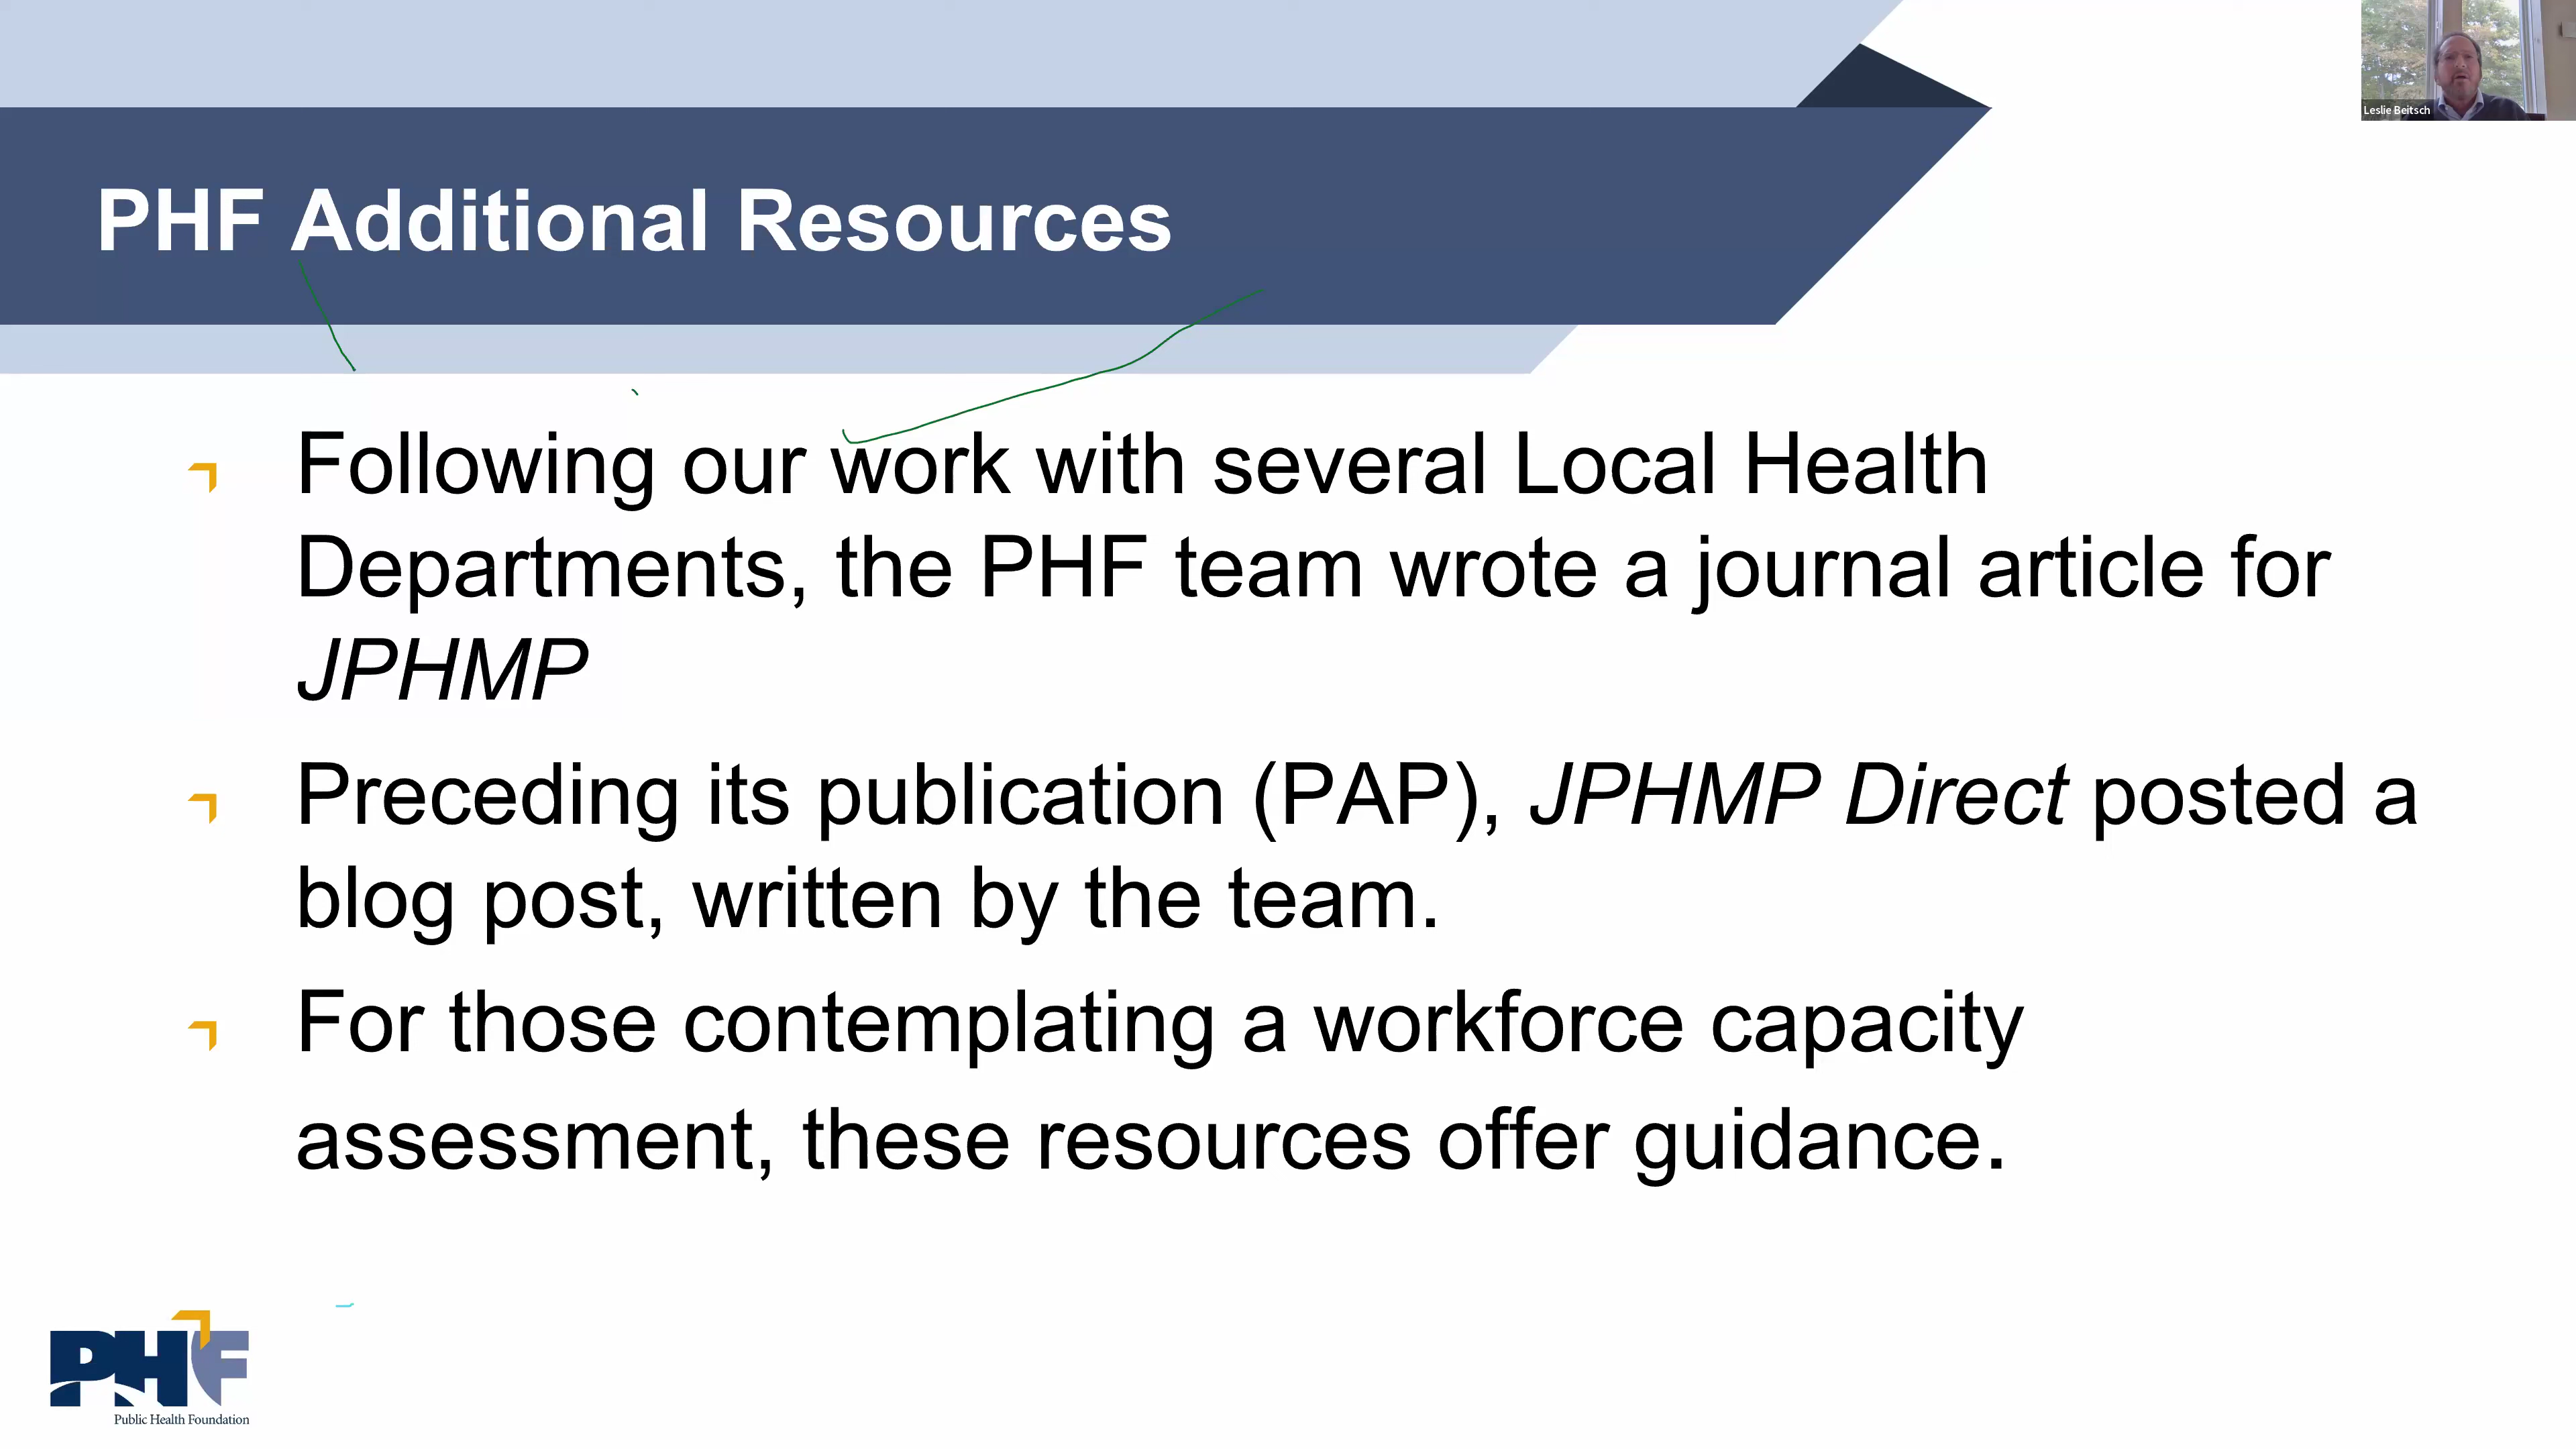 Leslie Beitsch
PHF Additional Resources
Following our work with several Local Health
Departments, the PHF team wrote a journal article for
JPHMP
Preceding its publication (PAP), JPHMP Direct posted a
blog post, written by the team.
For those contemplating a workforce capacity
assessment, these resources offer guidance.
PHF
Public Health Foundation